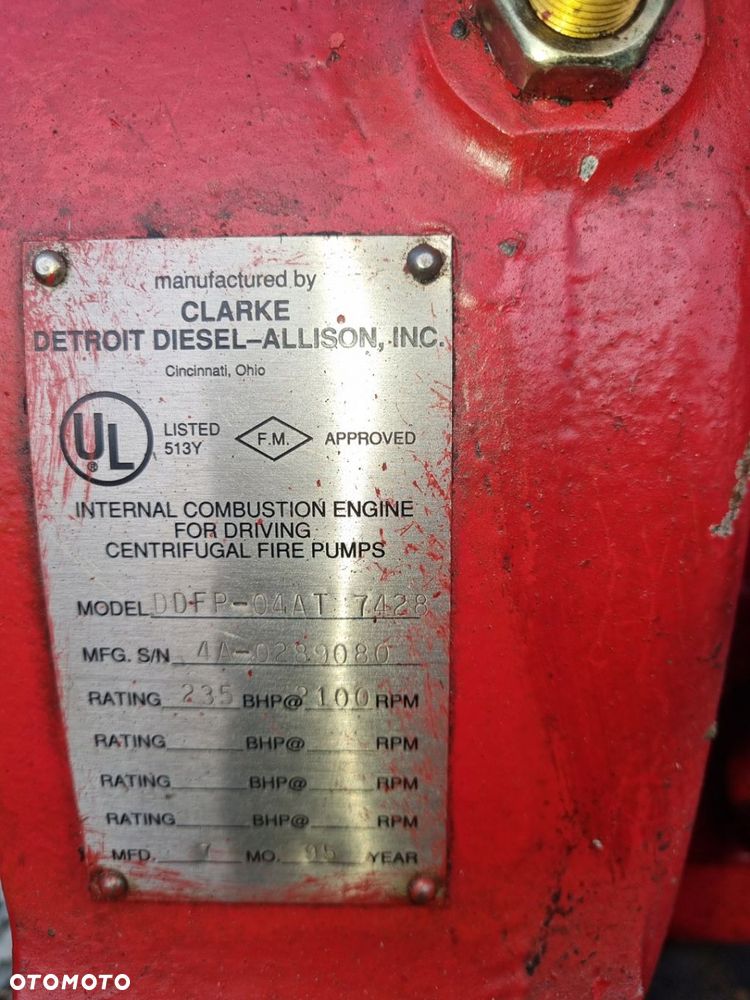 manufactured by
CLARKE
DETROIT DIESEL–ALLISON, INC.
Cincinnati, Ohio
UL ® LISTED 513Y F.M. APPROVED
INTERNAL COMBUSTION ENGINE
FOR DRIVING
CENTRIFUGAL FIRE PUMPS
MODEL DDFP-04AT 7428
MFG. S/N 4A-0239080
RATING 235 BHP@ 2100 RPM
RATING BHP@ RPM
RATING BHP@ RPM
RATING BHP@ RPM
MFD. 7 MO. 95 YEAR
OTOMOTO